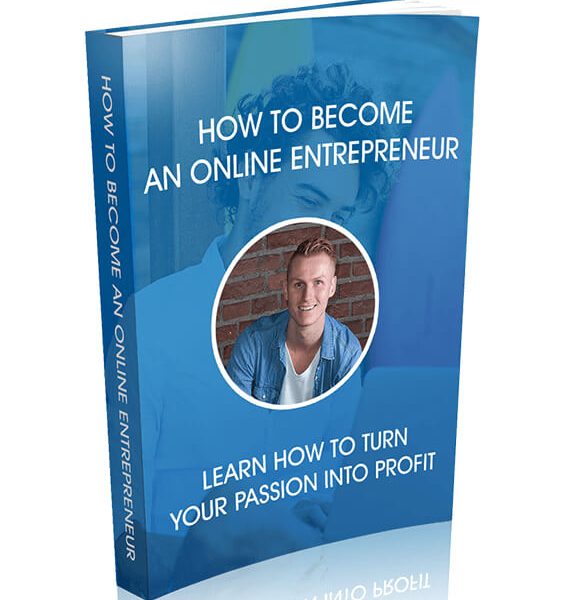 HOW TO BECOME
AN ONLINE ENTREPRENEUR
LEARN HOW TO TURN
YOUR PASSION INTO PROFIT
HOW TO BECOME AN ONLINE ENTREPRENEUR